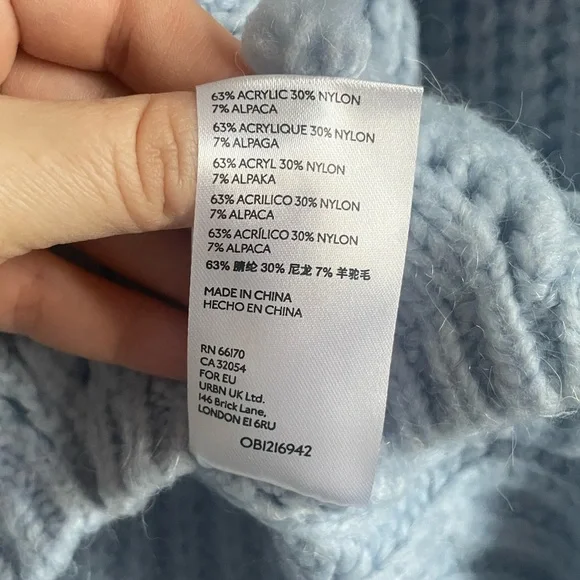 63% ACRYLIC 30% NYLON
7% ALPACA
63% ACRYLIQUE 30% NYLON
7% ALPAGA
63% ACRYL 30% NYLON
7% ALPAKA
63% ACRILICO 30% NYLON
7% ALPACA
63% ACRÍLICO 30% NYLON
7% ALPACA
63% 腈纶 30% 尼龙 7% 羊驼毛
MADE IN CHINA
HECHO EN CHINA
RN 66170
CA 32054
FOR EU
URBN UK Ltd.
146 Brick Lane,
LONDON E1 6RU
OB1216942